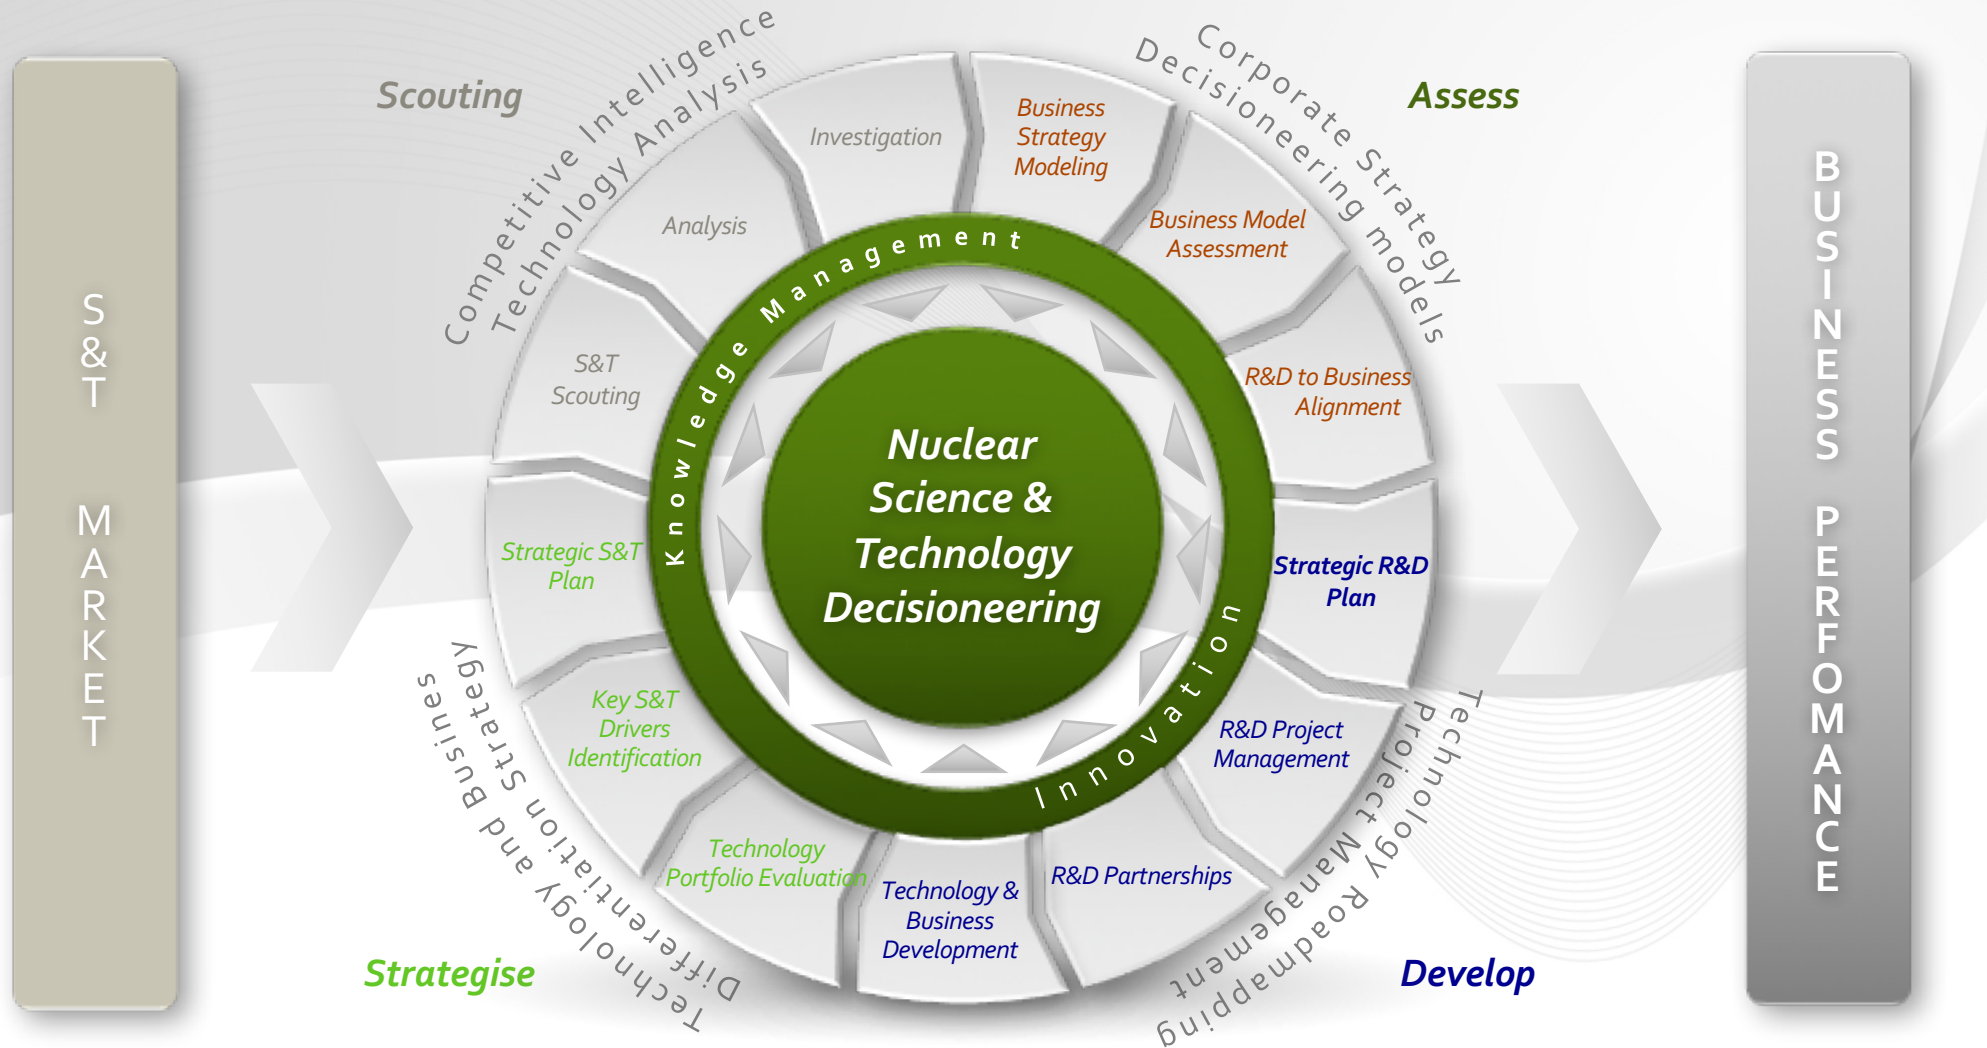 S&T MARKET
Scouting
Competitive Intelligence
Technology Analysis
Corporate Strategy
Decisioneering models
Assess
Investigation
Business
Strategy
Modeling
Analysis
Business Model
Assessment
S&T
Scouting
R&D to Business
Alignment
Knowledge Management
Nuclear
Science &
Technology
Decisioneering
Innovation
Strategic S&T
Plan
Strategic R&D
Plan
Key S&T
Drivers
Identification
R&D Project
Management
Technology
Portfolio Evaluation
Technology &
Business
Development
R&D Partnerships
Technology and Busines
Differentiation Strategy
Technology Roadmapping
Project Management
Strategise
Develop
BUSINESS PERFOMANCE